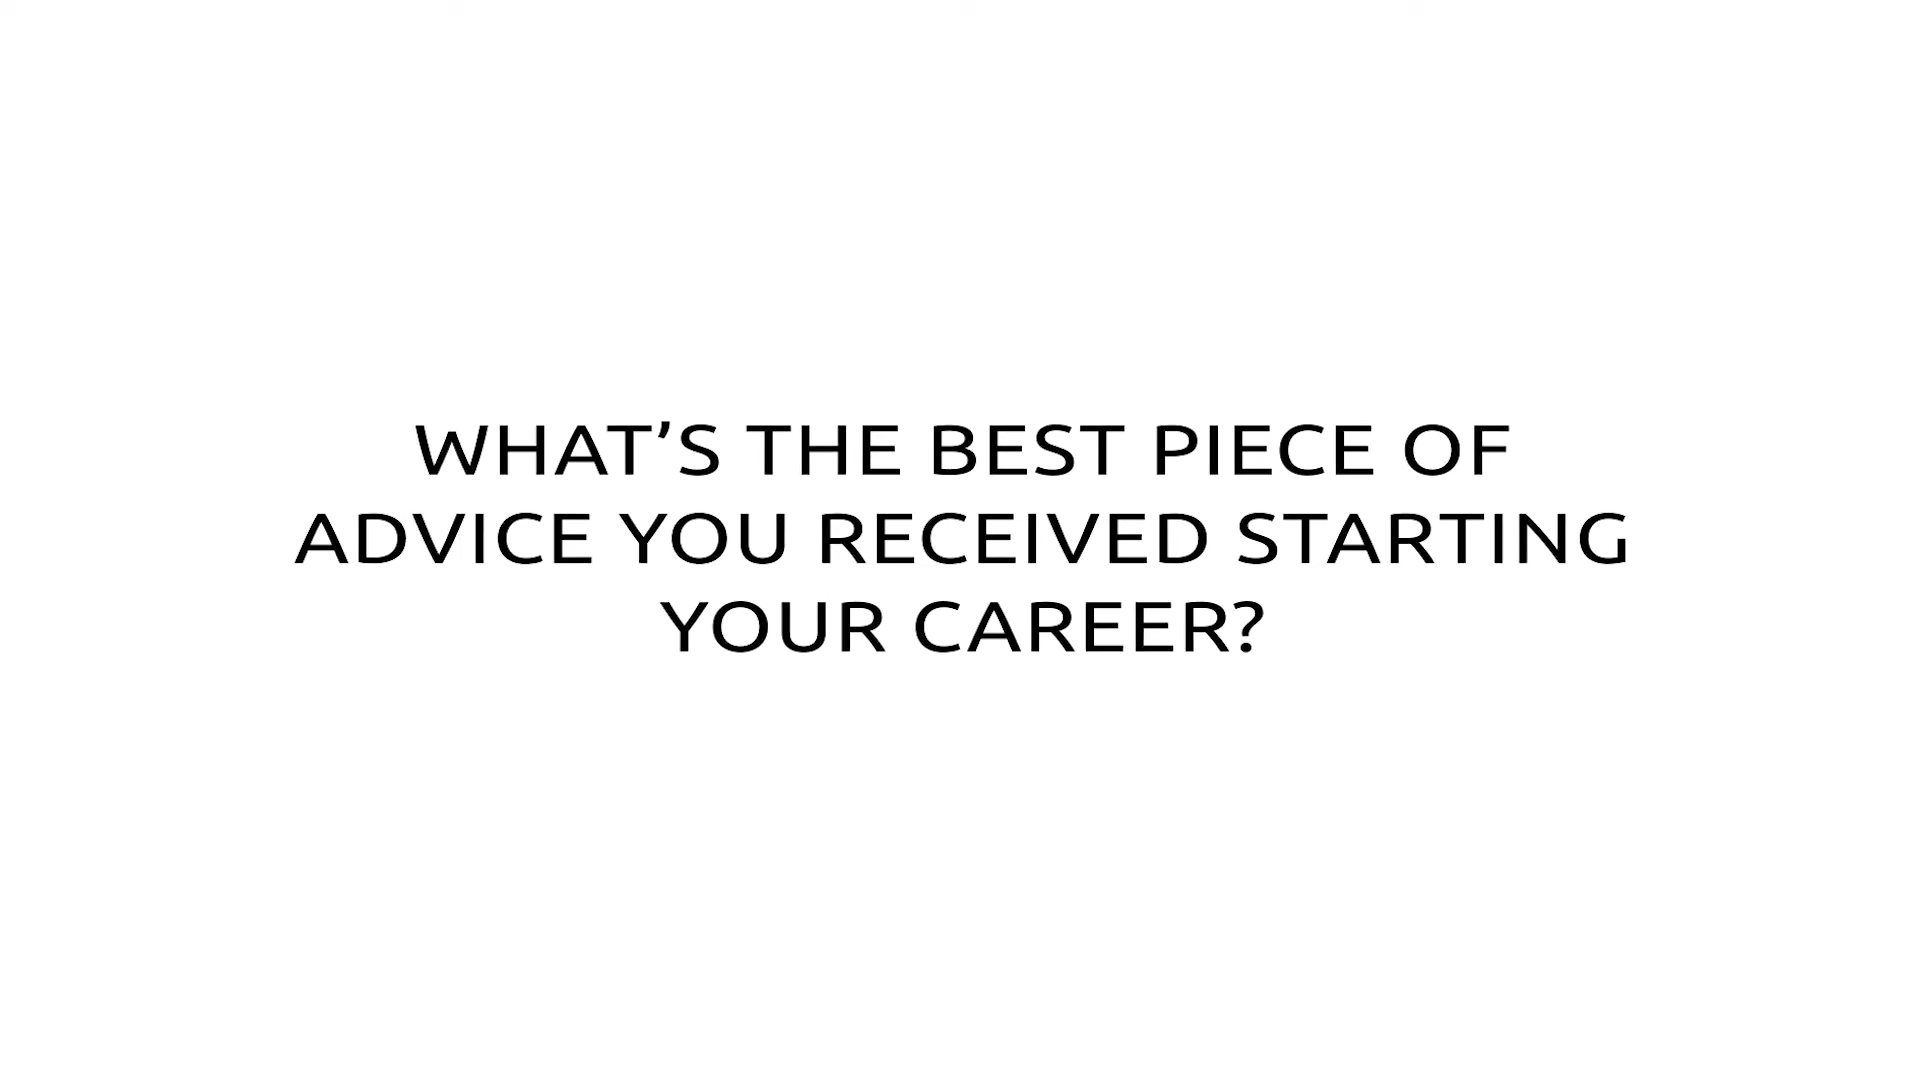 WHAT’S THE BEST PIECE OF
ADVICE YOU RECEIVED STARTING
YOUR CAREER?